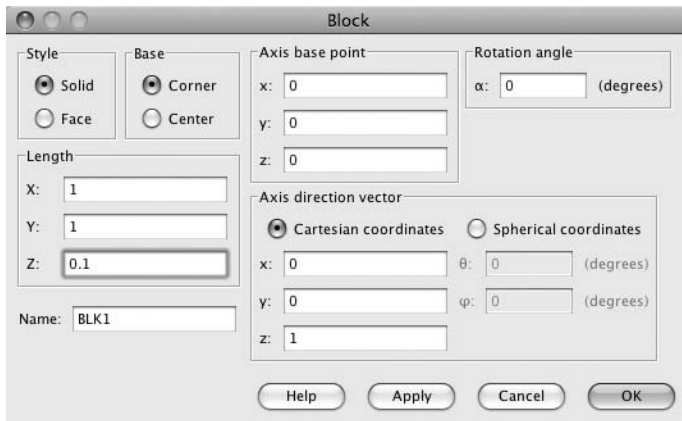 Block
Style
Solid
Face
Base
Corner
Center
Length
X: 1
Y: 1
Z: 0.1
Name: BLK1
Axis base point
x: 0
y: 0
z: 0
Rotation angle
α: 0 (degrees)
Axis direction vector
Cartesian coordinates
Spherical coordinates
x: 0
θ: 0 (degrees)
y: 0
φ: 0 (degrees)
z: 1
Help
Apply
Cancel
OK